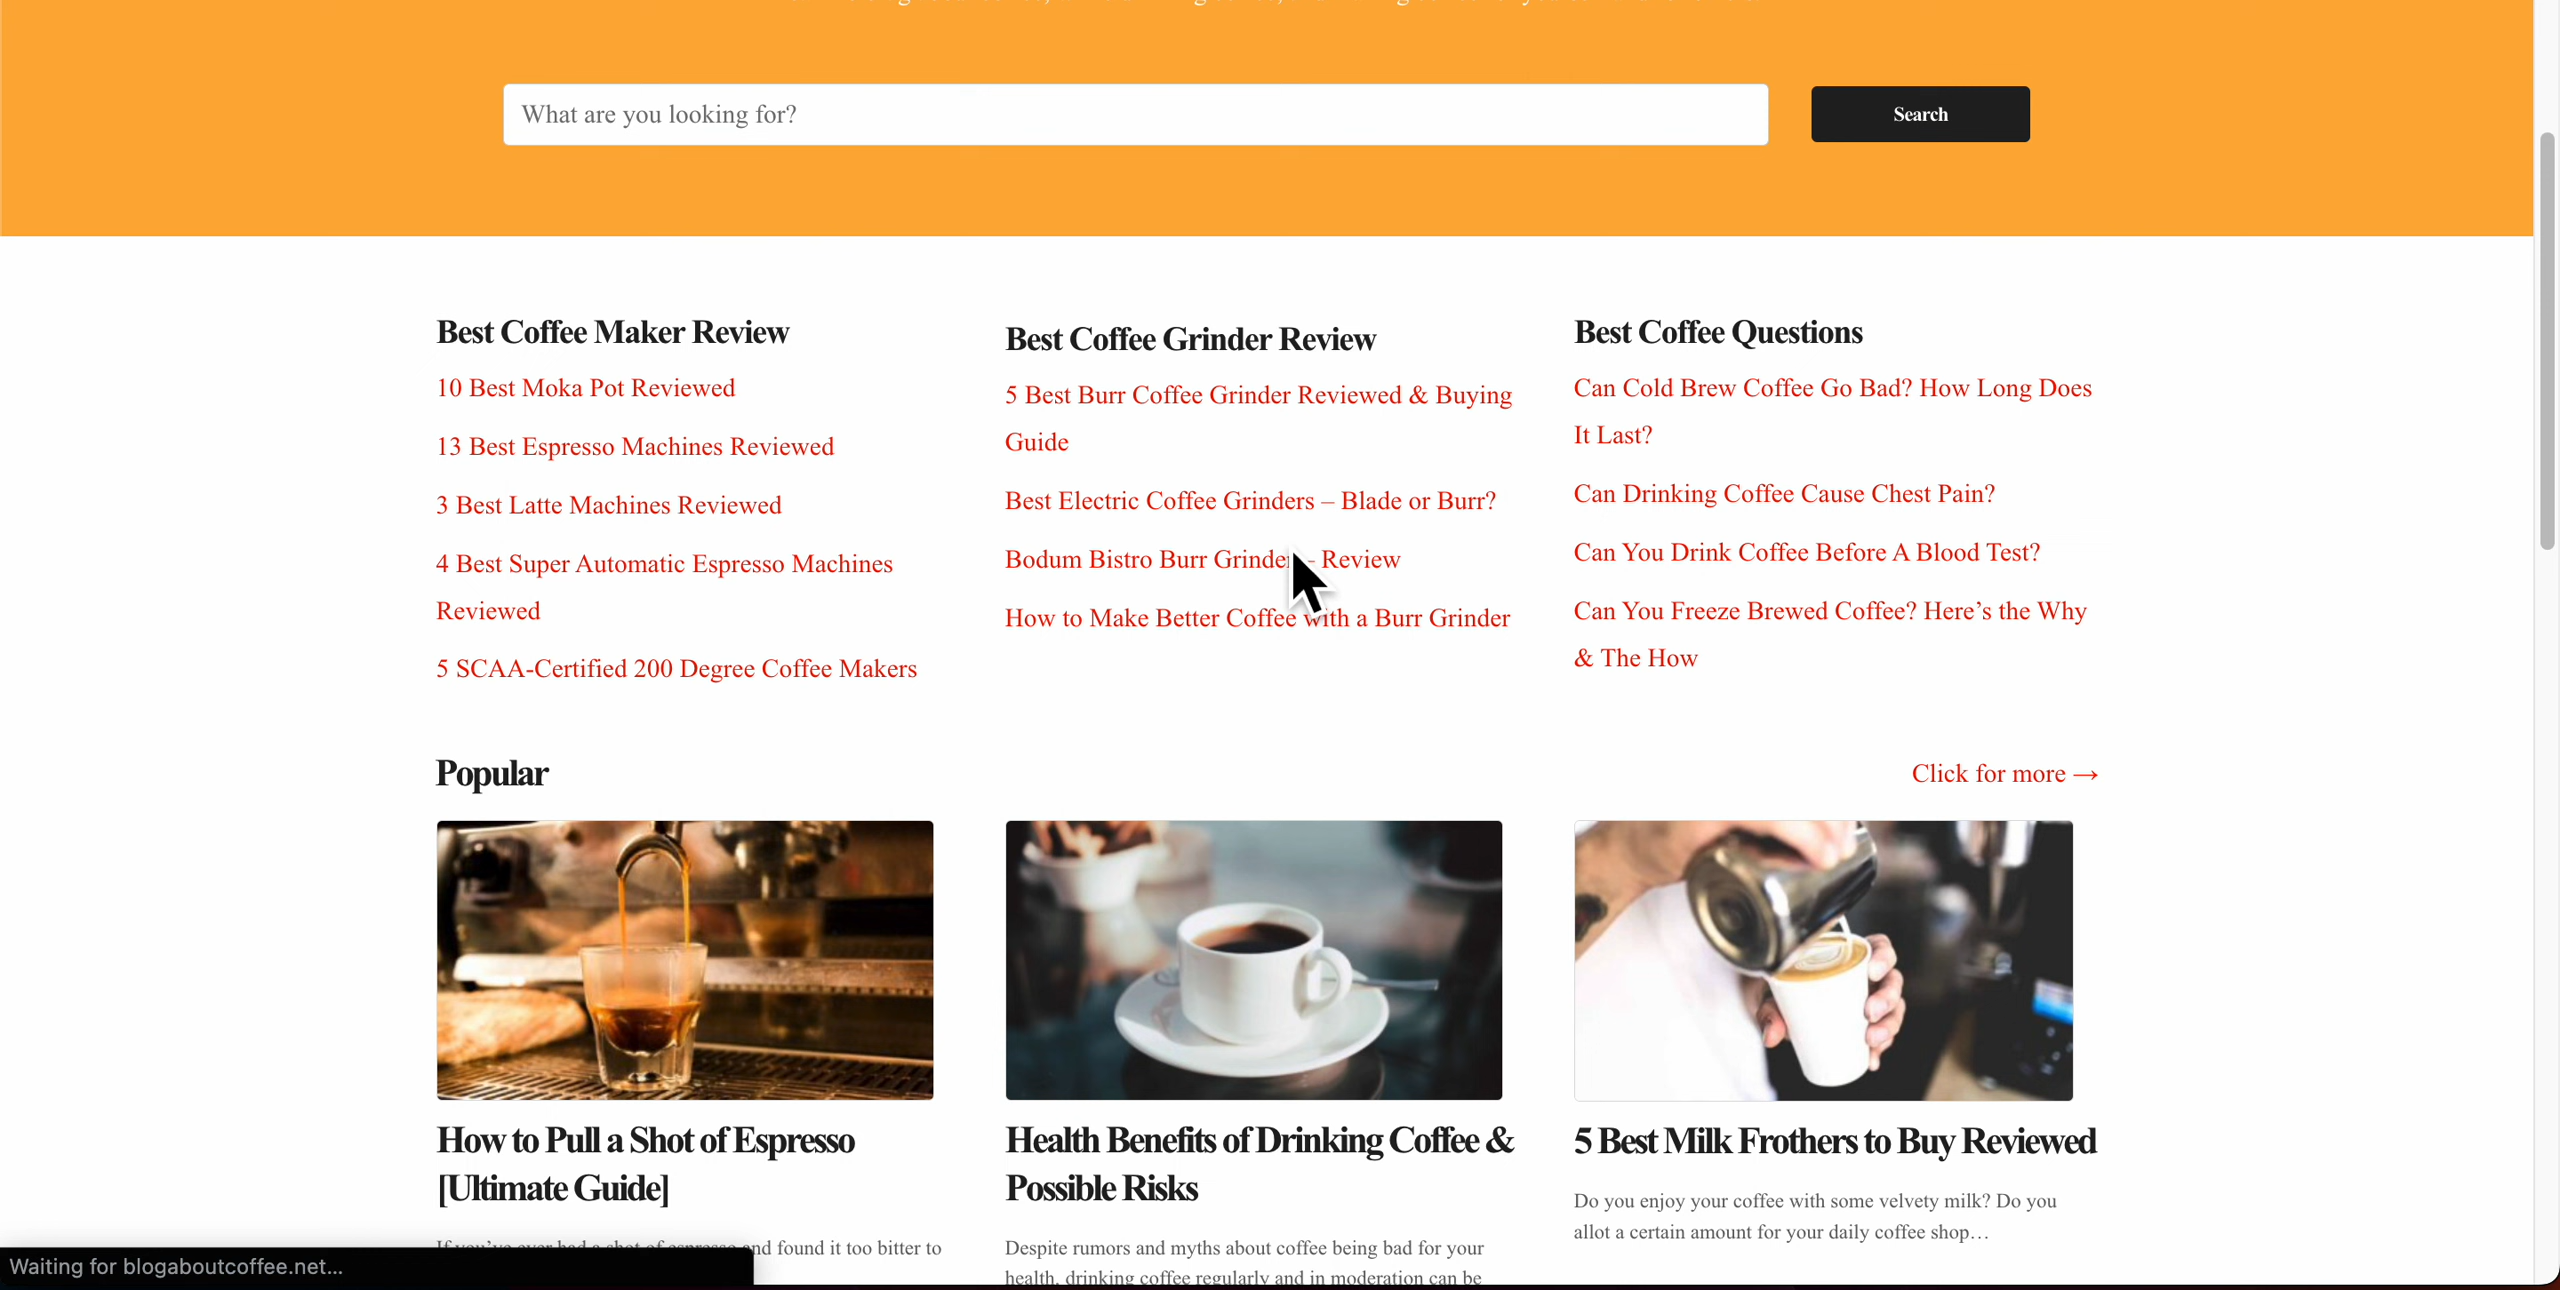 What are you looking for?
Search
Best Coffee Maker Review
10 Best Moka Pot Reviewed
13 Best Espresso Machines Reviewed
3 Best Latte Machines Reviewed
4 Best Super Automatic Espresso Machines
Reviewed
5 SCAA-Certified 200 Degree Coffee Makers
Best Coffee Grinder Review
5 Best Burr Coffee Grinder Reviewed & Buying
Guide
Best Electric Coffee Grinders – Blade or Burr?
Bodum Bistro Burr Grinder – Review
How to Make Better Coffee with a Burr Grinder
Best Coffee Questions
Can Cold Brew Coffee Go Bad? How Long Does
It Last?
Can Drinking Coffee Cause Chest Pain?
Can You Drink Coffee Before A Blood Test?
Can You Freeze Brewed Coffee? Here’s the Why
& The How
Popular
Click for more →
How to Pull a Shot of Espresso
[Ultimate Guide]
If you’ve ever had a shot of espresso and found it too bitter to
Health Benefits of Drinking Coffee &
Possible Risks
Despite rumors and myths about coffee being bad for your
health, drinking coffee regularly and in moderation can be
5 Best Milk Frothers to Buy Reviewed
Do you enjoy your coffee with some velvety milk? Do you
allot a certain amount for your daily coffee shop…
Waiting for blogaboutcoffee.net...